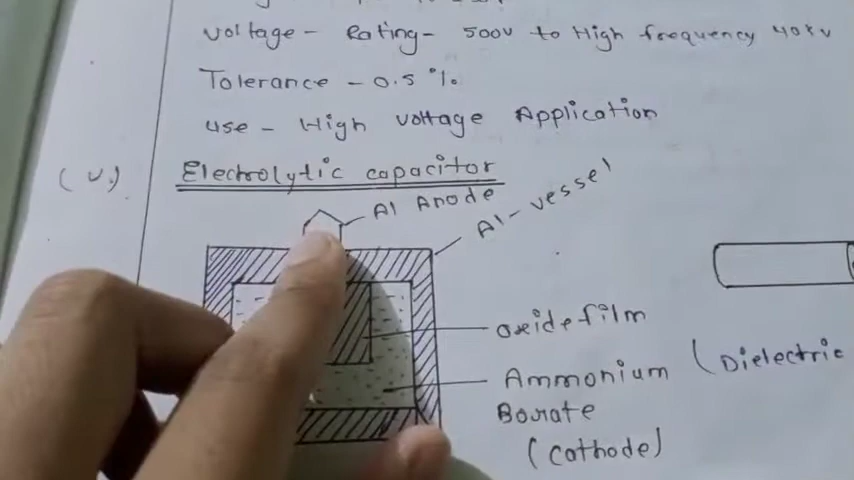 voltage - Rating - 500V to High frequency 40kv
Tolerance - 0.5 %.
use - High voltage Application
(v.) Electrolytic capacitor
Al Anode
Al - vessel
oxide film
Ammonium (Dielectric
Borate
(cathode)